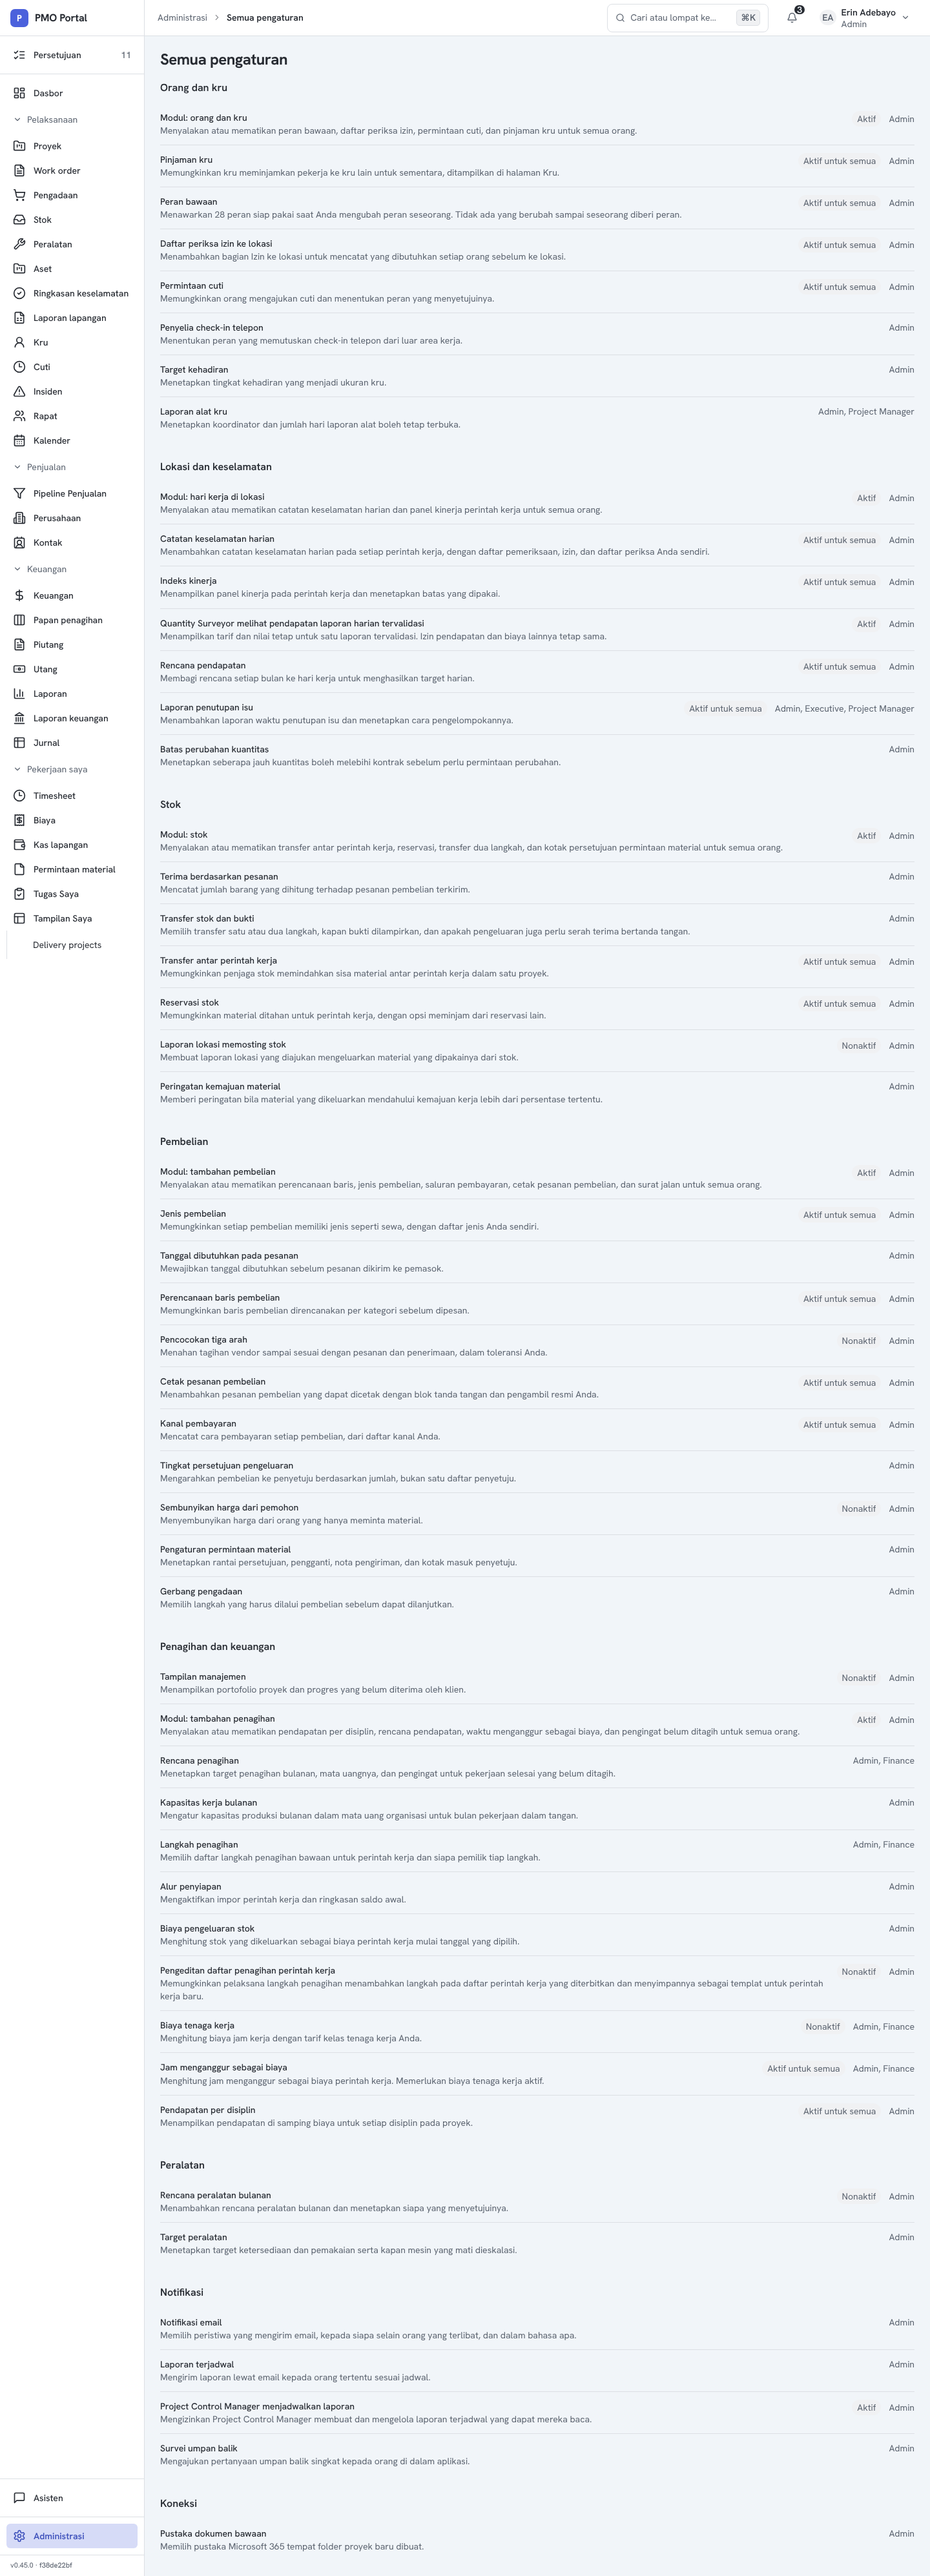 P PMO Portal
Administrasi > Semua pengaturan
Cari atau lompat ke... ⌘K
3
EA Erin Adebayo
Admin
Persetujuan 11
Dasbor
Pelaksanaan
Proyek
Work order
Pengadaan
Stok
Peralatan
Aset
Ringkasan keselamatan
Laporan lapangan
Kru
Cuti
Insiden
Rapat
Kalender
Penjualan
Pipeline Penjualan
Perusahaan
Kontak
Keuangan
Keuangan
Papan penagihan
Piutang
Utang
Laporan
Laporan keuangan
Jurnal
Pekerjaan saya
Timesheet
Biaya
Kas lapangan
Permintaan material
Tugas Saya
Tampilan Saya
Delivery projects
Asisten
Administrasi
v0.45.0 · f38de22bf
Semua pengaturan
Orang dan kru
Modul: orang dan kru Aktif Admin
Menyalakan atau mematikan peran bawaan, daftar periksa izin, permintaan cuti, dan pinjaman kru untuk semua orang.
Pinjaman kru Aktif untuk semua Admin
Memungkinkan kru meminjamkan pekerja ke kru lain untuk sementara, ditampilkan di halaman Kru.
Peran bawaan Aktif untuk semua Admin
Menawarkan 28 peran siap pakai saat Anda mengubah peran seseorang. Tidak ada yang berubah sampai seseorang diberi peran.
Daftar periksa izin ke lokasi Aktif untuk semua Admin
Menambahkan bagian Izin ke lokasi untuk mencatat yang dibutuhkan setiap orang sebelum ke lokasi.
Permintaan cuti Aktif untuk semua Admin
Memungkinkan orang mengajukan cuti dan menentukan peran yang menyetujuinya.
Penyelia check-in telepon Admin
Menentukan peran yang memutuskan check-in telepon dari luar area kerja.
Target kehadiran Admin
Menetapkan tingkat kehadiran yang menjadi ukuran kru.
Laporan alat kru Admin, Project Manager
Menetapkan koordinator dan jumlah hari laporan alat boleh tetap terbuka.
Lokasi dan keselamatan
Modul: hari kerja di lokasi Aktif Admin
Menyalakan atau mematikan catatan keselamatan harian dan panel kinerja perintah kerja untuk semua orang.
Catatan keselamatan harian Aktif untuk semua Admin
Menambahkan catatan keselamatan harian pada setiap perintah kerja, dengan daftar pemeriksaan, izin, dan daftar periksa Anda sendiri.
Indeks kinerja Aktif untuk semua Admin
Menampilkan panel kinerja pada perintah kerja dan menetapkan batas yang dipakai.
Quantity Surveyor melihat pendapatan laporan harian tervalidasi Aktif Admin
Menampilkan tarif dan nilai tetap untuk satu laporan tervalidasi. Izin pendapatan dan biaya lainnya tetap sama.
Rencana pendapatan Aktif untuk semua Admin
Membagi rencana setiap bulan ke hari kerja untuk menghasilkan target harian.
Laporan penutupan isu Aktif untuk semua Admin, Executive, Project Manager
Menambahkan laporan waktu penutupan isu dan menetapkan cara pengelompokannya.
Batas perubahan kuantitas Admin
Menetapkan seberapa jauh kuantitas boleh melebihi kontrak sebelum perlu permintaan perubahan.
Stok
Modul: stok Aktif Admin
Menyalakan atau mematikan transfer antar perintah kerja, reservasi, transfer dua langkah, dan kotak persetujuan permintaan material untuk semua orang.
Terima berdasarkan pesanan Admin
Mencatat jumlah barang yang dihitung terhadap pesanan pembelian terkirim.
Transfer stok dan bukti Admin
Memilih transfer satu atau dua langkah, kapan bukti dilampirkan, dan apakah pengeluaran juga perlu serah terima bertanda tangan.
Transfer antar perintah kerja Aktif untuk semua Admin
Memungkinkan penjaga stok memindahkan sisa material antar perintah kerja dalam satu proyek.
Reservasi stok Aktif untuk semua Admin
Memungkinkan material ditahan untuk perintah kerja, dengan opsi meminjam dari reservasi lain.
Laporan lokasi memosting stok Nonaktif Admin
Membuat laporan lokasi yang diajukan mengeluarkan material yang dipakainya dari stok.
Peringatan kemajuan material Admin
Memberi peringatan bila material yang dikeluarkan mendahului kemajuan kerja lebih dari persentase tertentu.
Pembelian
Modul: tambahan pembelian Aktif Admin
Menyalakan atau mematikan perencanaan baris, jenis pembelian, saluran pembayaran, cetak pesanan pembelian, dan surat jalan untuk semua orang.
Jenis pembelian Aktif untuk semua Admin
Memungkinkan setiap pembelian memiliki jenis seperti sewa, dengan daftar jenis Anda sendiri.
Tanggal dibutuhkan pada pesanan Admin
Mewajibkan tanggal dibutuhkan sebelum pesanan dikirim ke pemasok.
Perencanaan baris pembelian Aktif untuk semua Admin
Memungkinkan baris pembelian direncanakan per kategori sebelum dipesan.
Pencocokan tiga arah Nonaktif Admin
Menahan tagihan vendor sampai sesuai dengan pesanan dan penerimaan, dalam toleransi Anda.
Cetak pesanan pembelian Aktif untuk semua Admin
Menambahkan pesanan pembelian yang dapat dicetak dengan blok tanda tangan dan pengambil resmi Anda.
Kanal pembayaran Aktif untuk semua Admin
Mencatat cara pembayaran setiap pembelian, dari daftar kanal Anda.
Tingkat persetujuan pengeluaran Admin
Mengarahkan pembelian ke penyetuju berdasarkan jumlah, bukan satu daftar penyetuju.
Sembunyikan harga dari pemohon Nonaktif Admin
Menyembunyikan harga dari orang yang hanya meminta material.
Pengaturan permintaan material Admin
Menetapkan rantai persetujuan, pengganti, nota pengiriman, dan kotak masuk penyetuju.
Gerbang pengadaan Admin
Memilih langkah yang harus dilalui pembelian sebelum dapat dilanjutkan.
Penagihan dan keuangan
Tampilan manajemen Nonaktif Admin
Menampilkan portofolio proyek dan progres yang belum diterima oleh klien.
Modul: tambahan penagihan Aktif Admin
Menyalakan atau mematikan pendapatan per disiplin, rencana pendapatan, waktu menganggur sebagai biaya, dan pengingat belum ditagih untuk semua orang.
Rencana penagihan Admin, Finance
Menetapkan target penagihan bulanan, mata uangnya, dan pengingat untuk pekerjaan selesai yang belum ditagih.
Kapasitas kerja bulanan Admin
Mengatur kapasitas produksi bulanan dalam mata uang organisasi untuk bulan pekerjaan dalam tangan.
Langkah penagihan Admin, Finance
Memilih daftar langkah penagihan bawaan untuk perintah kerja dan siapa pemilik tiap langkah.
Alur penyiapan Admin
Mengaktifkan impor perintah kerja dan ringkasan saldo awal.
Biaya pengeluaran stok Admin
Menghitung stok yang dikeluarkan sebagai biaya perintah kerja mulai tanggal yang dipilih.
Pengeditan daftar penagihan perintah kerja Nonaktif Admin
Memungkinkan pelaksana langkah penagihan menambahkan langkah pada daftar perintah kerja yang diterbitkan dan menyimpannya sebagai templat untuk perintah
kerja baru.
Biaya tenaga kerja Nonaktif Admin, Finance
Menghitung biaya jam kerja dengan tarif kelas tenaga kerja Anda.
Jam menganggur sebagai biaya Aktif untuk semua Admin, Finance
Menghitung jam menganggur sebagai biaya perintah kerja. Memerlukan biaya tenaga kerja aktif.
Pendapatan per disiplin Aktif untuk semua Admin
Menampilkan pendapatan di samping biaya untuk setiap disiplin pada proyek.
Peralatan
Rencana peralatan bulanan Nonaktif Admin
Menambahkan rencana peralatan bulanan dan menetapkan siapa yang menyetujuinya.
Target peralatan Admin
Menetapkan target ketersediaan dan pemakaian serta kapan mesin yang mati dieskalasi.
Notifikasi
Notifikasi email Admin
Memilih peristiwa yang mengirim email, kepada siapa selain orang yang terlibat, dan dalam bahasa apa.
Laporan terjadwal Admin
Mengirim laporan lewat email kepada orang tertentu sesuai jadwal.
Project Control Manager menjadwalkan laporan Aktif Admin
Mengizinkan Project Control Manager membuat dan mengelola laporan terjadwal yang dapat mereka baca.
Survei umpan balik Admin
Mengajukan pertanyaan umpan balik singkat kepada orang di dalam aplikasi.
Koneksi
Pustaka dokumen bawaan Admin
Memilih pustaka Microsoft 365 tempat folder proyek baru dibuat.